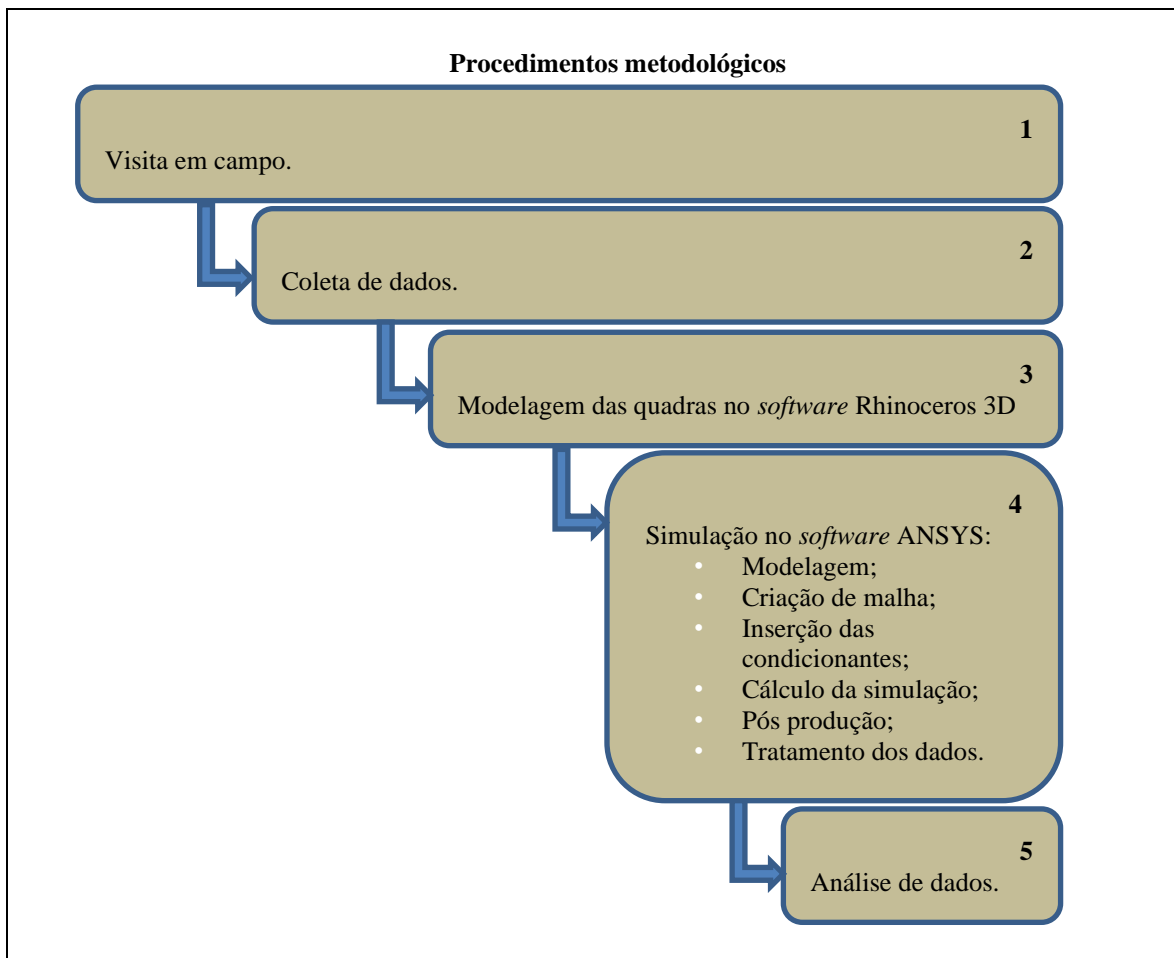 Procedimentos metodológicos
1
Visita em campo.
2
Coleta de dados.
3
Modelagem das quadras no software Rhinoceros 3D
4
Simulação no software ANSYS:
• Modelagem;
• Criação de malha;
• Inserção das
condicionantes;
• Cálculo da simulação;
• Pós produção;
• Tratamento dos dados.
5
Análise de dados.